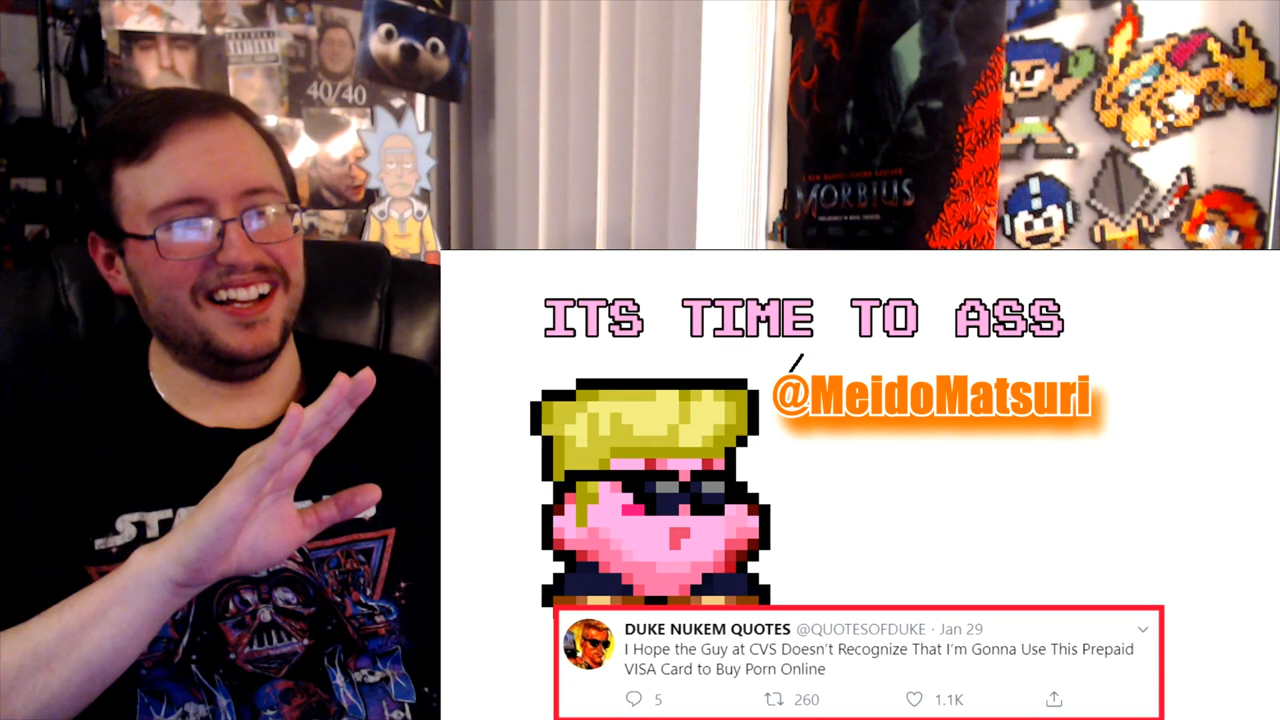 40/40
MORBIUS
ITS TIME TO ASS
@MeidoMatsuri
STAR
DUKE NUKEM QUOTES @QUOTESOFDUKE · Jan 29
I Hope the Guy at CVS Doesn't Recognize That I'm Gonna Use This Prepaid
VISA Card to Buy Porn Online
5 260 1.1K